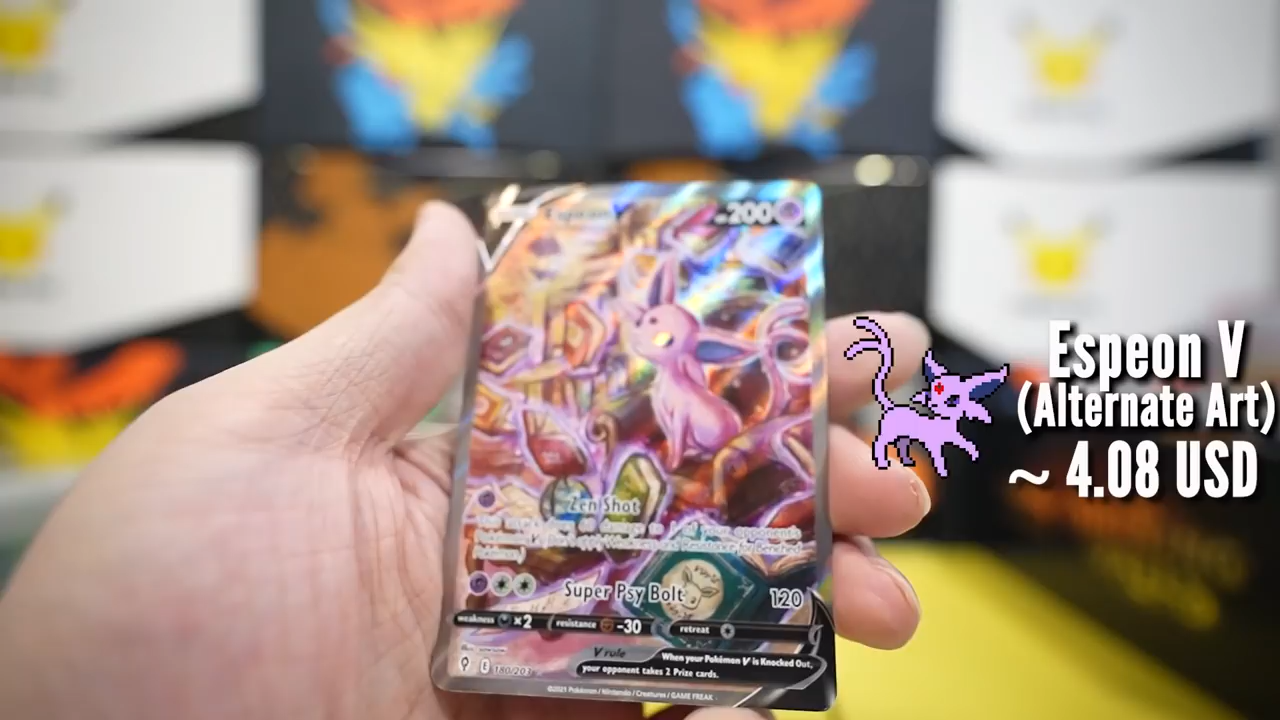 200
Zen Shot
Super Psy Bolt 120
weakness x2 resistance -30 retreat
V rule When your Pokémon V is Knocked Out,
your opponent takes 2 Prize cards.
E 180/203
©2021 Pokémon / Nintendo / Creatures / GAME FREAK
Espeon V
(Alternate Art)
~ 4.08 USD